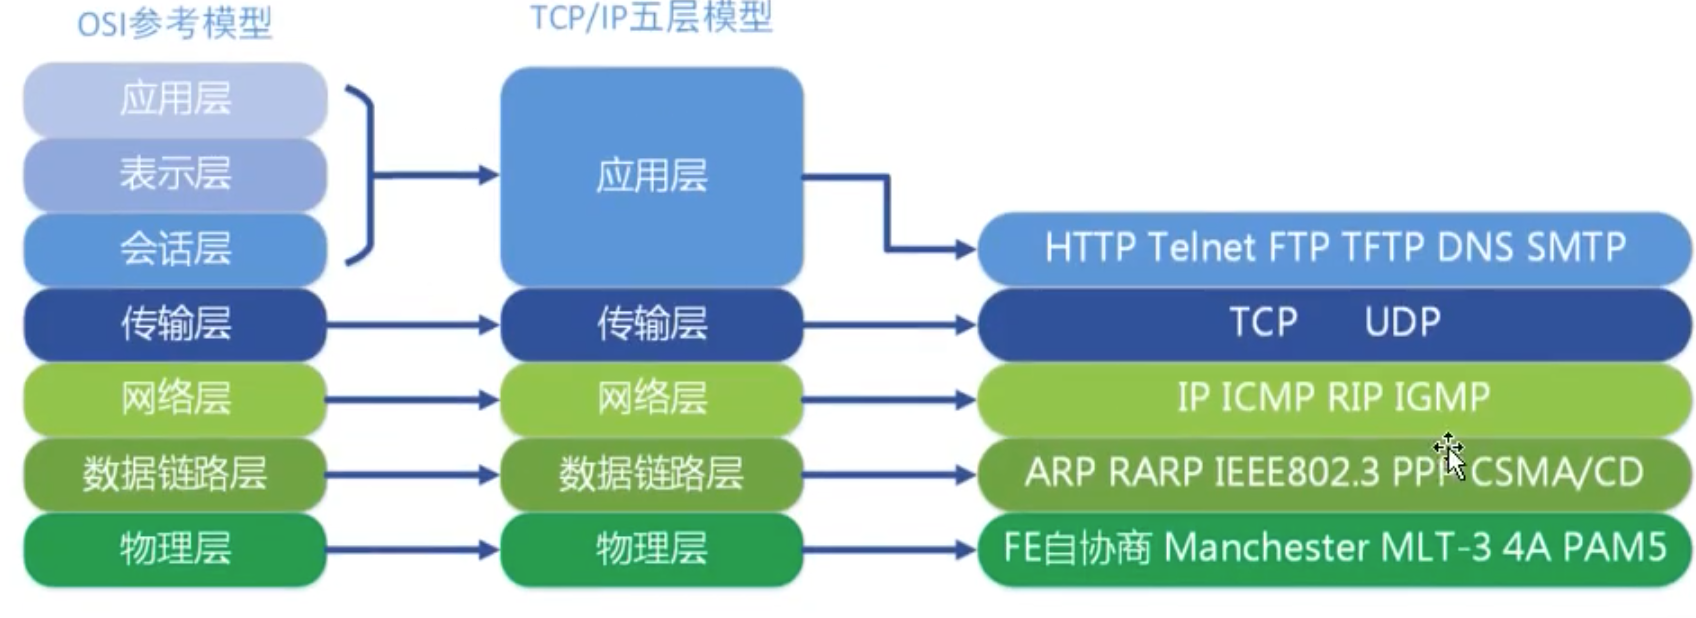 OSI参考模型
TCP/IP五层模型
应用层
表示层
会话层
传输层
网络层
数据链路层
物理层
应用层
传输层
网络层
数据链路层
物理层
HTTP Telnet FTP TFTP DNS SMTP
TCP UDP
IP ICMP RIP IGMP
ARP RARP IEEE802.3 PPP CSMA/CD
FE自协商 Manchester MLT-3 4A PAM5